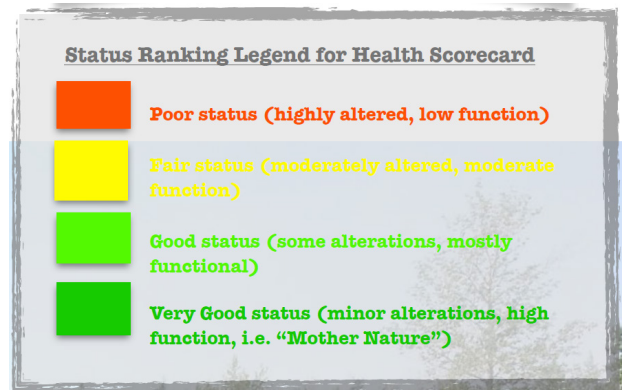 Status Ranking Legend for Health Scorecard
Poor status (highly altered, low function)
Fair status (moderately altered, moderate
function)
Good status (some alterations, mostly
functional)
Very Good status (minor alterations, high
function, i.e. “Mother Nature”)